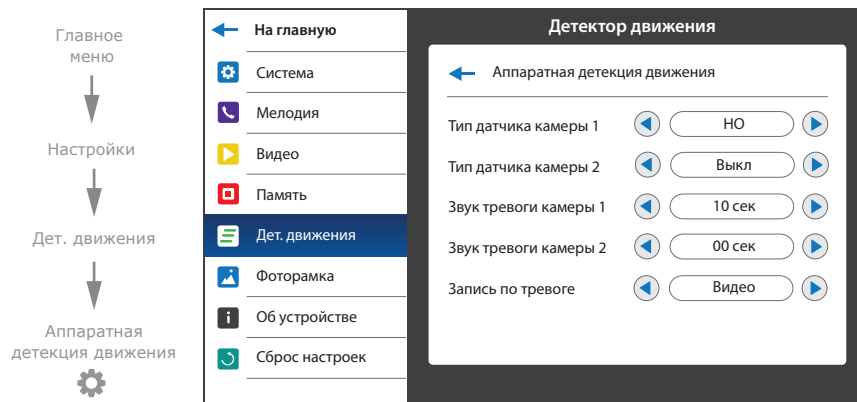 Главное
меню
Настройки
Дет. движения
Аппаратная
детекция движения
На главную
Система
Мелодия
Видео
Память
Дет. движения
Фоторамка
Об устройстве
Сброс настроек
Детектор движения
Аппаратная детекция движения
Тип датчика камеры 1 НО
Тип датчика камеры 2 Выкл
Звук тревоги камеры 1 10 сек
Звук тревоги камеры 2 00 сек
Запись по тревоге Видео